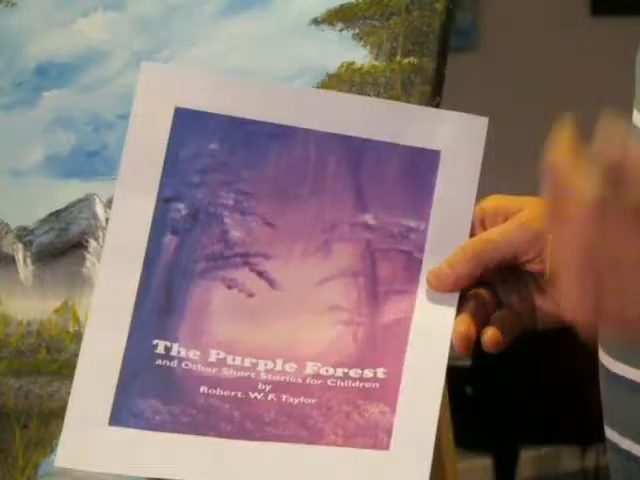 The Purple Forest
and Other Short Stories for Children
by
Robert. W. F. Taylor